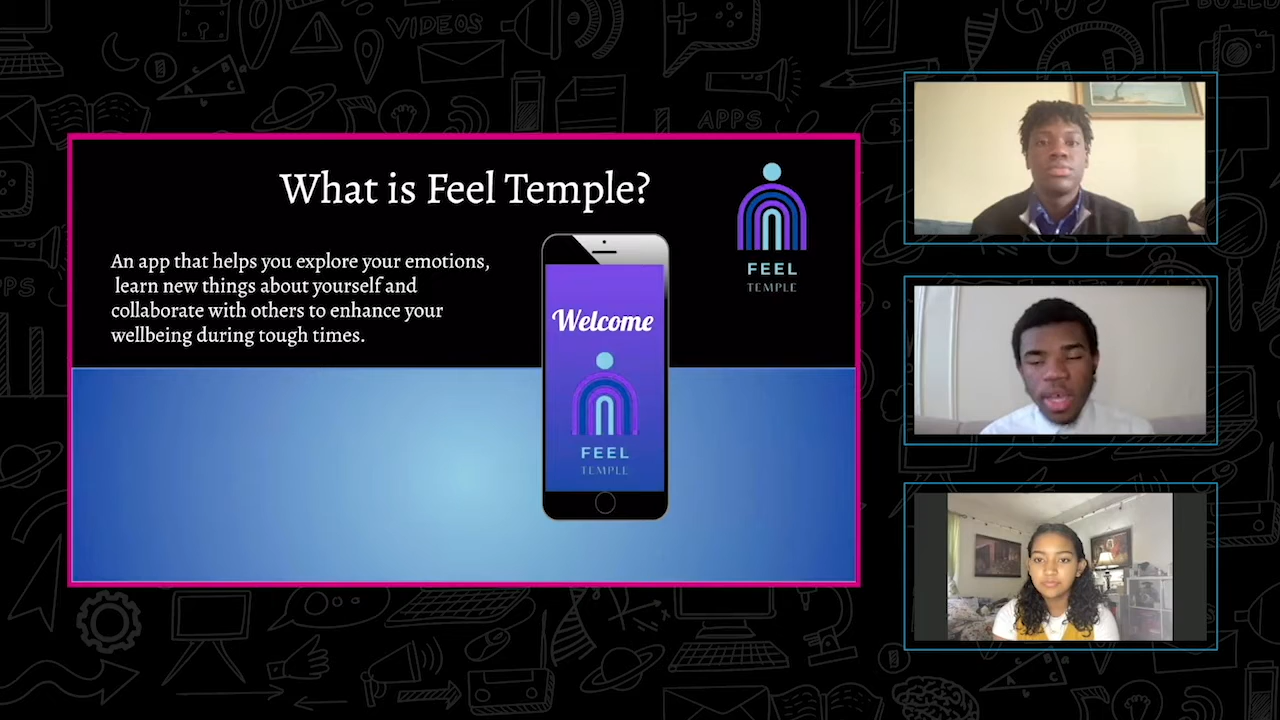 VIDEOS
BUILD
APPS
What is Feel Temple?
FEEL
TEMPLE
An app that helps you explore your emotions,
learn new things about yourself and
collaborate with others to enhance your
wellbeing during tough times.
Welcome
FEEL
TEMPLE